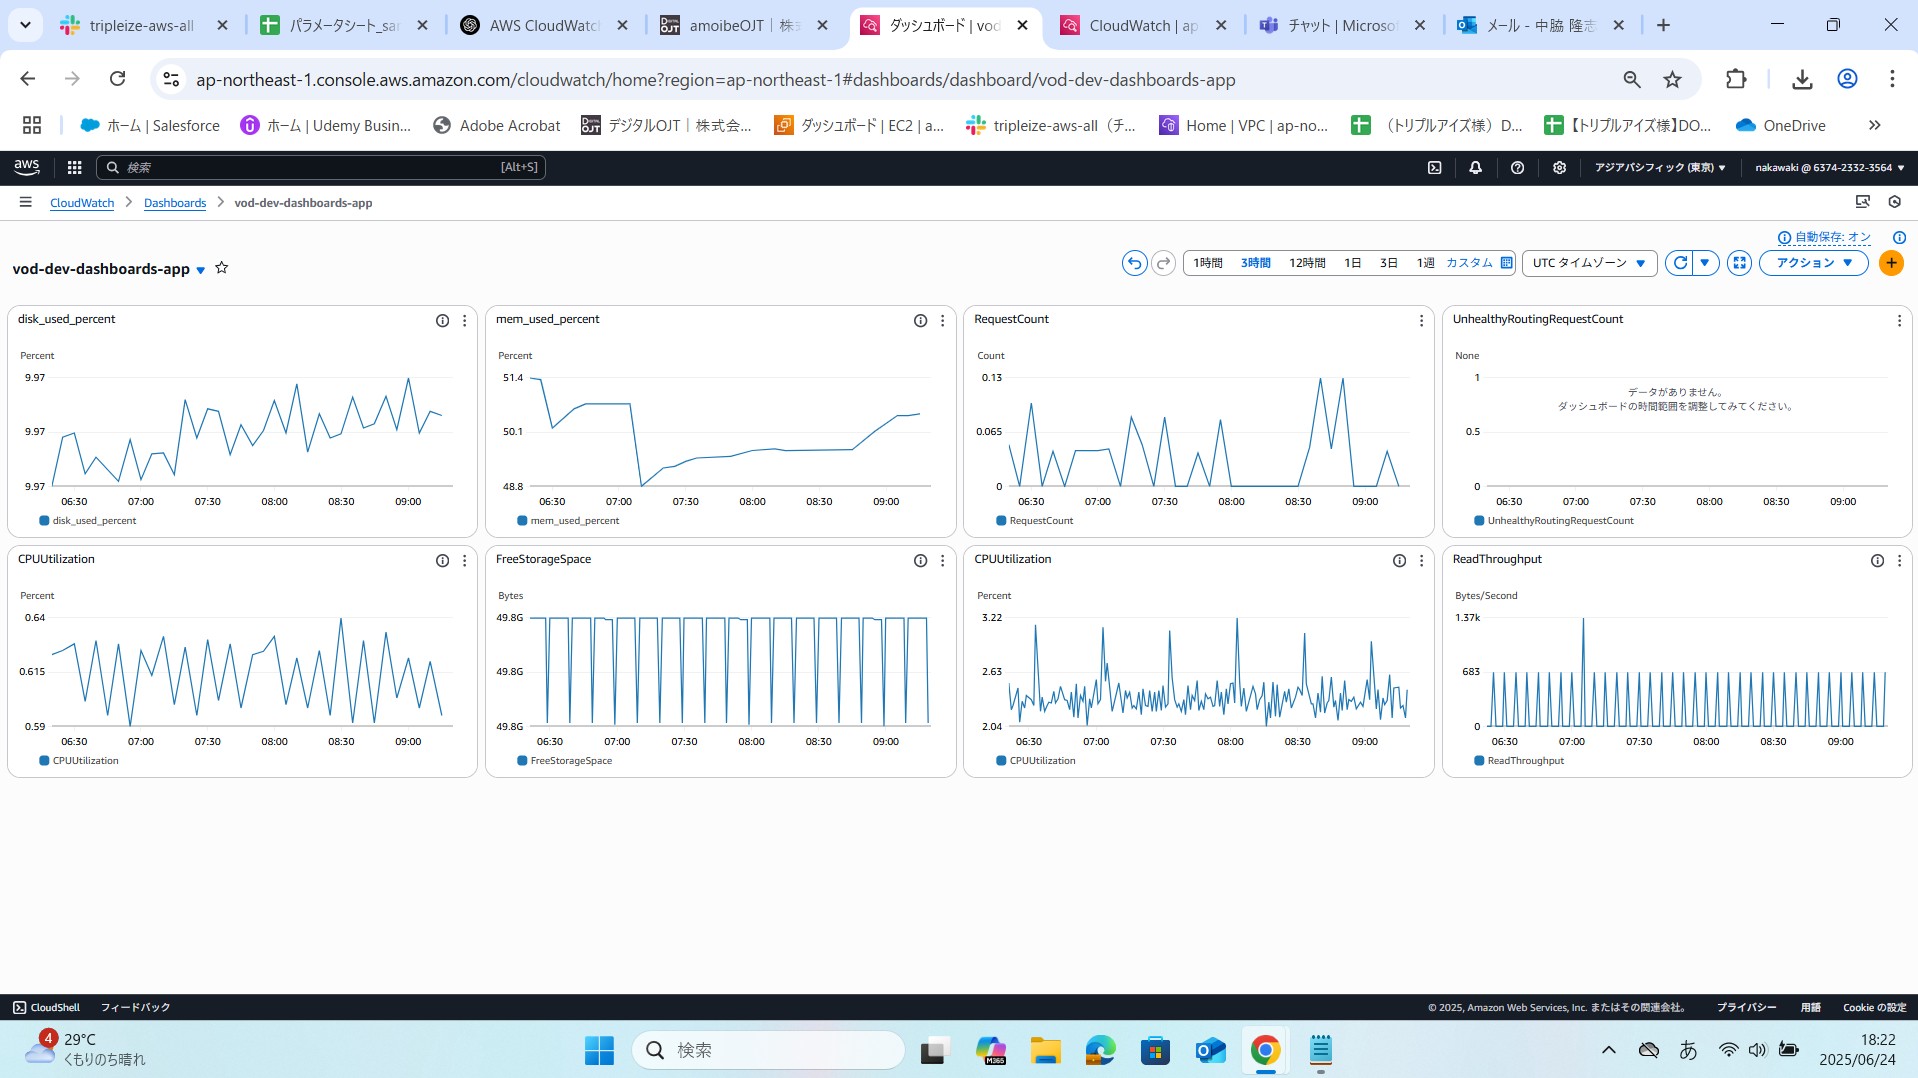 tripleize-aws-all
パラメータシート_sar
AWS CloudWatch
amoibeOJT | 株式
ダッシュボード | vod
CloudWatch | ap
チャット | Microsof
メール - 中脇 隆志
ap-northeast-1.console.aws.amazon.com/cloudwatch/home?region=ap-northeast-1#dashboards/dashboard/vod-dev-dashboards-app
ホーム | Salesforce
ホーム | Udemy Busin...
Adobe Acrobat
デジタルOJT｜株式会...
ダッシュボード | EC2 | a...
tripleize-aws-all（チ...
Home | VPC | ap-no...
（トリプルアイズ様）D...
【トリプルアイズ様】DO...
OneDrive
aws
検索
[Alt+S]
アジアパシフィック (東京)
nakawaki @ 6374-2332-3564
CloudWatch
Dashboards
vod-dev-dashboards-app
自動保存: オン
vod-dev-dashboards-app
1時間 3時間 12時間 1日 3日 1週 カスタム
UTC タイムゾーン
アクション
disk_used_percent
Percent
9.97
9.97
9.97
06:30 07:00 07:30 08:00 08:30 09:00
disk_used_percent
mem_used_percent
Percent
51.4
50.1
48.8
06:30 07:00 07:30 08:00 08:30 09:00
mem_used_percent
RequestCount
Count
0.13
0.065
0
06:30 07:00 07:30 08:00 08:30 09:00
RequestCount
UnhealthyRoutingRequestCount
None
1
データがありません。
ダッシュボードの時間範囲を調整してみてください。
0.5
0
06:30 07:00 07:30 08:00 08:30 09:00
UnhealthyRoutingRequestCount
CPUUtilization
Percent
0.64
0.615
0.59
06:30 07:00 07:30 08:00 08:30 09:00
CPUUtilization
FreeStorageSpace
Bytes
49.8G
49.8G
49.8G
06:30 07:00 07:30 08:00 08:30 09:00
FreeStorageSpace
CPUUtilization
Percent
3.22
2.63
2.04
06:30 07:00 07:30 08:00 08:30 09:00
CPUUtilization
ReadThroughput
Bytes/Second
1.37k
683
0
06:30 07:00 07:30 08:00 08:30 09:00
ReadThroughput
CloudShell
フィードバック
© 2025, Amazon Web Services, Inc. またはその関連会社。
プライバシー
用語
Cookie の設定
4
29°C
くもりのち晴れ
検索
M365
あ
18:22
2025/06/24